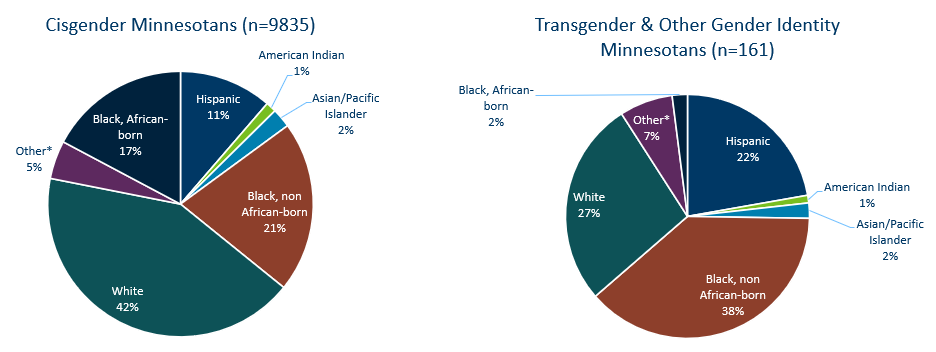 Cisgender Minnesotans (n=9835)
American Indian
1%
Hispanic
11%
Asian/Pacific
Islander
2%
Black, African-
born
17%
Other*
5%
Black, non
African-born
21%
White
42%
Transgender & Other Gender Identity
Minnesotans (n=161)
Black, African-
born
2%
Other*
7%
Hispanic
22%
American Indian
1%
White
27%
Asian/Pacific
Islander
2%
Black, non
African-born
38%